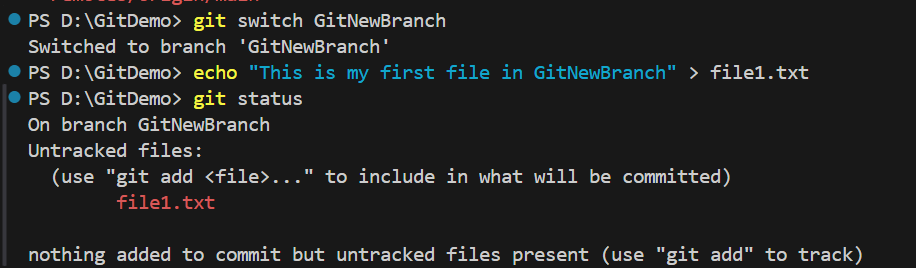 PS D:\GitDemo> git switch GitNewBranch
Switched to branch 'GitNewBranch'
PS D:\GitDemo> echo "This is my first file in GitNewBranch" > file1.txt
PS D:\GitDemo> git status
On branch GitNewBranch
Untracked files:
  (use "git add <file>..." to include in what will be committed)
        file1.txt

nothing added to commit but untracked files present (use "git add" to track)